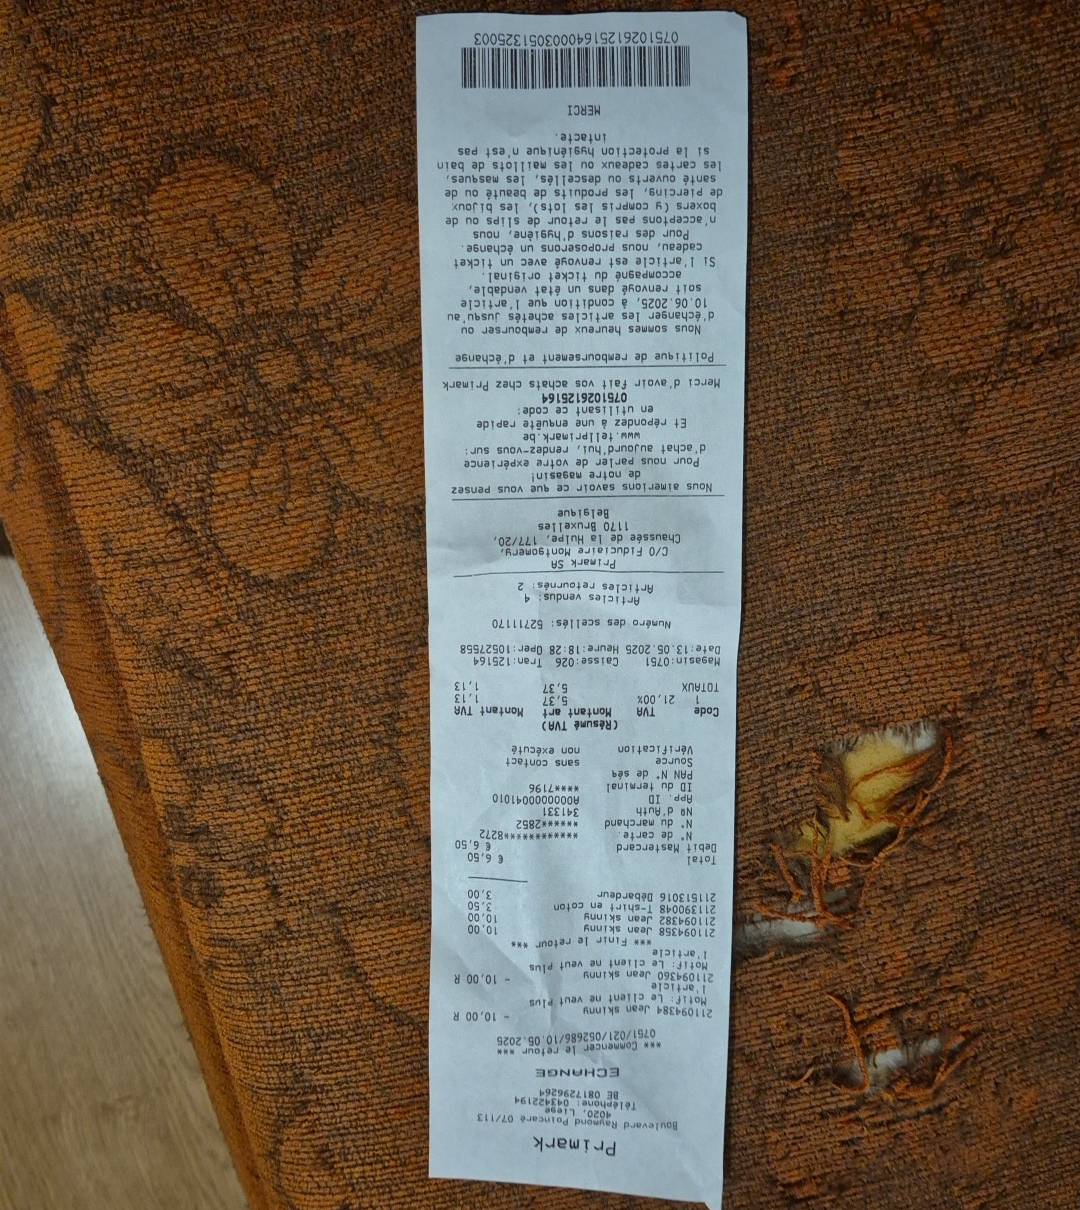 Primark
Boulevard Raymond Poincaré 07/113
4020, Liege
Téléphone: 043422194
BE 0817296264
ECHANGE
*** Commencer le retour ***
0751/021/052686/10.05.2025
211094384 Jean skinny - 10,00 R
Motif: Le client ne veut plus
l'article
211094360 Jean skinny - 10,00 R
Motif: Le client ne veut plus
l'article
*** Finir le retour ***
211094358 Jean skinny 10,00
211094382 Jean skinny 10,00
211390048 T-shirt en coton 3,50
211513016 Débardeur 3,00
Total € 6,50
Debit Mastercard € 6,50
N° de carte. ************8272
N° du marchand ******2852
Nº d'Auth 341331
App. ID A0000000041010
ID du terminal ****7196
PAN N° de séq
Source sans contact
Vérification non exécuté
(Résumé TVA)
Code TVA Montant art Montant TVA
1 21,00% 5,37 1,13
TOTAUX 5,37 1,13
Magasin:0751 Caisse:026 Tran:125164
Date:13.05.2025 Heure:18:28 Oper:10527558
Numéro des scellés: 52711170
Articles vendus: 4
Articles retournés: 2
Primark SA
C/O Fiduciaire Montgomery,
Chaussée de la Hulpe, 177/20,
1170 Bruxelles
Belgique
Nous aimerions savoir ce que vous pensez
de notre magasin!
Pour nous parler de votre expérience
d'achat aujourd'hui, rendez-vous sur:
www.tellprimark.be
Et répondez à une enquête rapide
en utilisant ce code:
0751026125164
Merci d'avoir fait vos achats chez Primark
Politique de remboursement et d'échange
Nous sommes heureux de rembourser ou
d'échanger les articles achetés jusqu'au
10.06.2025, à condition que l'article
soit renvoyé dans un état vendable,
accompagné du ticket original.
Si l'article est renvoyé avec un ticket
cadeau, nous proposerons un échange.
Pour des raisons d'hygiène, nous
n'acceptons pas le retour de slips ou de
boxers (y compris les lots), les bijoux
de piercing, les produits de beauté ou de
santé ouverts ou descellés, les masques,
les cartes cadeaux ou les maillots de bain
si la protection hygiénique n'est pas
intacte.
MERCI
0751026125164000305132500­3